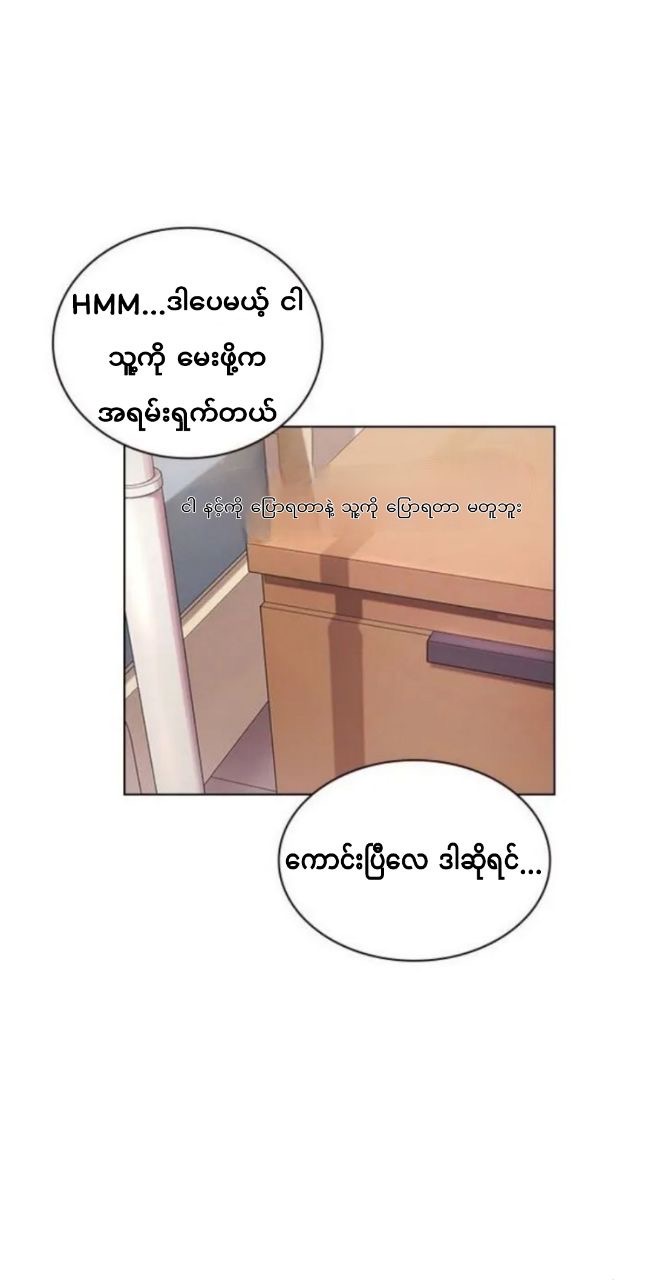 HMM...ဒါပေမယ့် ငါ
သူ့ကို မေးဖို့က
အရမ်းရှက်တယ်
ငါ နင့်ကို ပြောရတာနဲ့ သူ့ကို ပြောရတာ မတူဘူး
ကောင်းပြီလေ ဒါဆိုရင်...